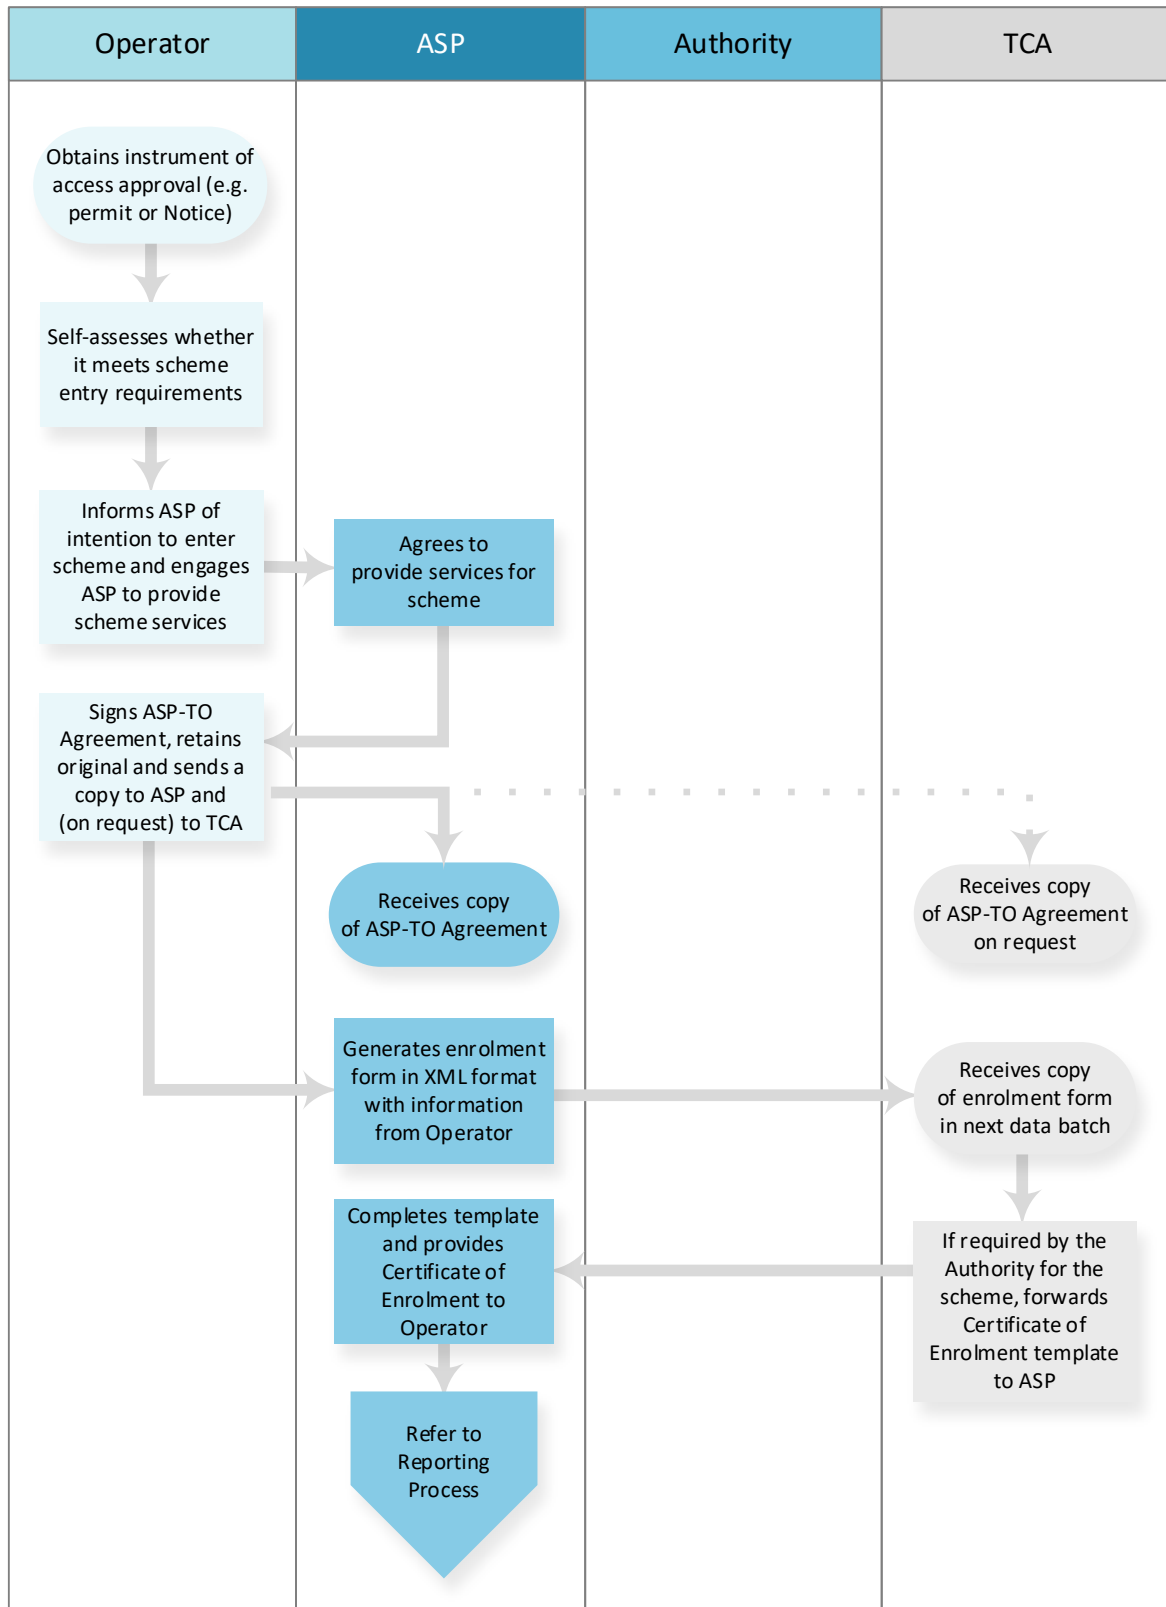 Operator
ASP
Authority
TCA
Obtains instrument of
access approval (e.g.
permit or Notice)
Self-assesses whether
it meets scheme
entry requirements
Informs ASP of
intention to enter
scheme and engages
ASP to provide
scheme services
Agrees to
provide services for
scheme
Signs ASP-TO
Agreement, retains
original and sends a
copy to ASP and
(on request) to TCA
Receives copy
of ASP-TO Agreement
Receives copy
of ASP-TO Agreement
on request
Generates enrolment
form in XML format
with information
from Operator
Receives copy
of enrolment form
in next data batch
Completes template
and provides
Certificate of
Enrolment to
Operator
If required by the
Authority for the
scheme, forwards
Certificate of
Enrolment template
to ASP
Refer to
Reporting
Process